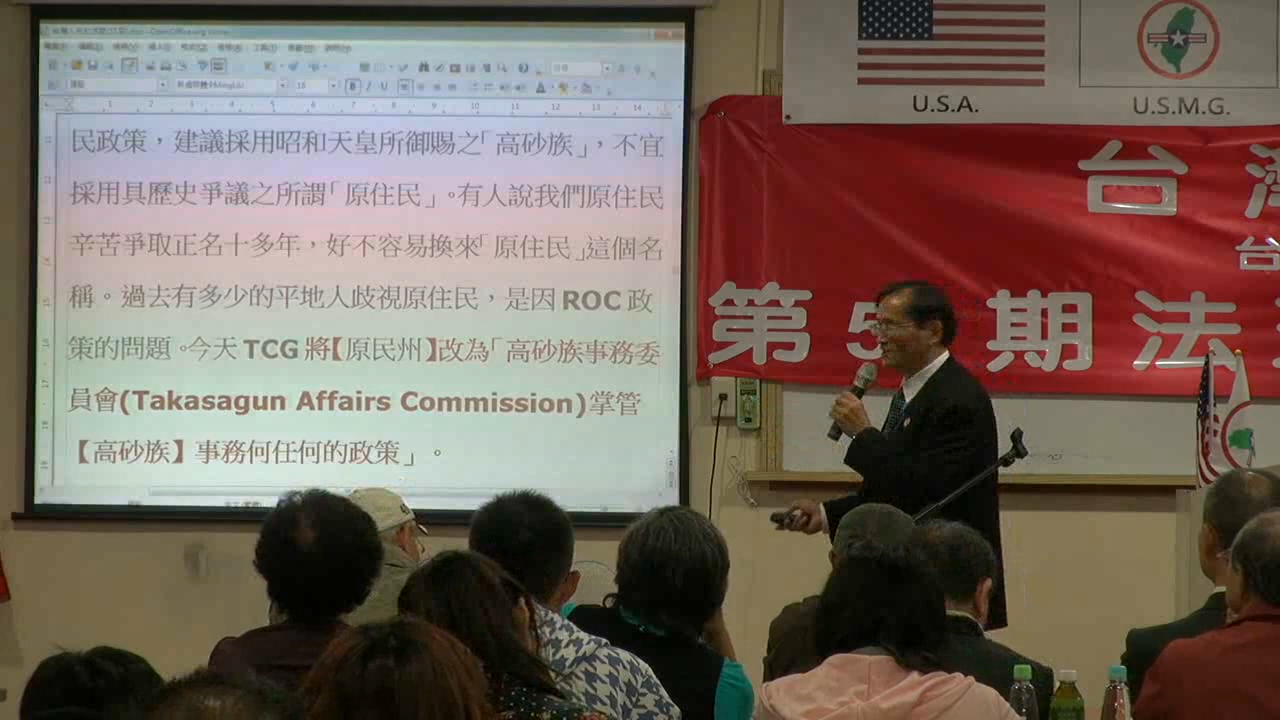 民政策，建議採用昭和天皇所御賜之「高砂族」，不宜
採用具歷史爭議之所謂「原住民」。有人說我們原住民
辛苦爭取正名十多年，好不容易換來「原住民」這個名
稱。過去有多少的平地人歧視原住民，是因 ROC 政
策的問題。今天 TCG 將【原民州】改為「高砂族事務委
員會(Takasagun Affairs Commission)掌管
【高砂族】事務何任何的政策」。
U.S.A.
U.S.M.G.
台灣
台
第5期法